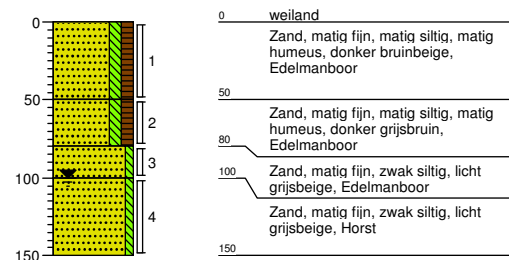 0
50
100
150
1
2
3
4
0 weiland
Zand, matig fijn, matig siltig, matig
humeus, donker bruinbeige,
Edelmanboor
50
Zand, matig fijn, matig siltig, matig
humeus, donker grijsbruin,
Edelmanboor
80
Zand, matig fijn, zwak siltig, licht
grijsbeige, Edelmanboor
100
Zand, matig fijn, zwak siltig, licht
grijsbeige, Horst
150